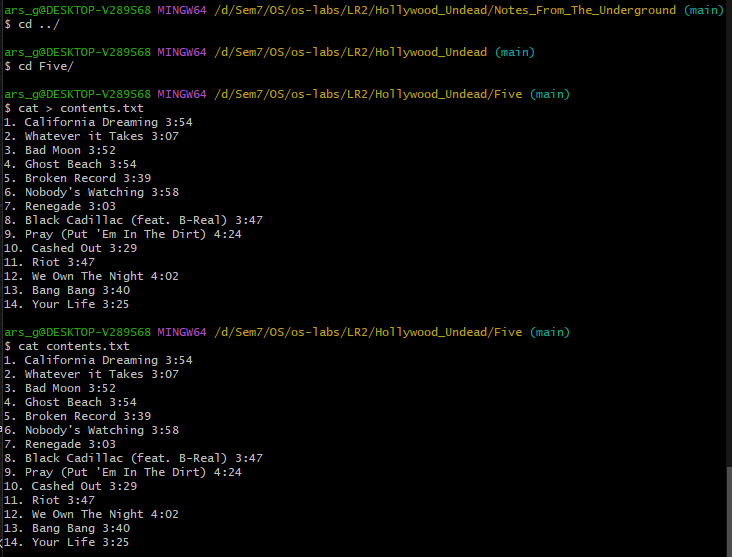 ars_g@DESKTOP-V289S68 MINGW64 /d/Sem7/OS/os-labs/LR2/Hollywood_Undead/Notes_From_The_Underground (main)
$ cd ../
ars_g@DESKTOP-V289S68 MINGW64 /d/Sem7/OS/os-labs/LR2/Hollywood_Undead (main)
$ cd Five/
ars_g@DESKTOP-V289S68 MINGW64 /d/Sem7/OS/os-labs/LR2/Hollywood_Undead/Five (main)
$ cat > contents.txt
1. California Dreaming 3:54
2. Whatever it Takes 3:07
3. Bad Moon 3:52
4. Ghost Beach 3:54
5. Broken Record 3:39
6. Nobody's Watching 3:58
7. Renegade 3:03
8. Black Cadillac (feat. B-Real) 3:47
9. Pray (Put 'Em In The Dirt) 4:24
10. Cashed Out 3:29
11. Riot 3:47
12. We Own The Night 4:02
13. Bang Bang 3:40
14. Your Life 3:25
ars_g@DESKTOP-V289S68 MINGW64 /d/Sem7/OS/os-labs/LR2/Hollywood_Undead/Five (main)
$ cat contents.txt
1. California Dreaming 3:54
2. Whatever it Takes 3:07
3. Bad Moon 3:52
4. Ghost Beach 3:54
5. Broken Record 3:39
6. Nobody's Watching 3:58
7. Renegade 3:03
8. Black Cadillac (feat. B-Real) 3:47
9. Pray (Put 'Em In The Dirt) 4:24
10. Cashed Out 3:29
11. Riot 3:47
12. We Own The Night 4:02
13. Bang Bang 3:40
14. Your Life 3:25